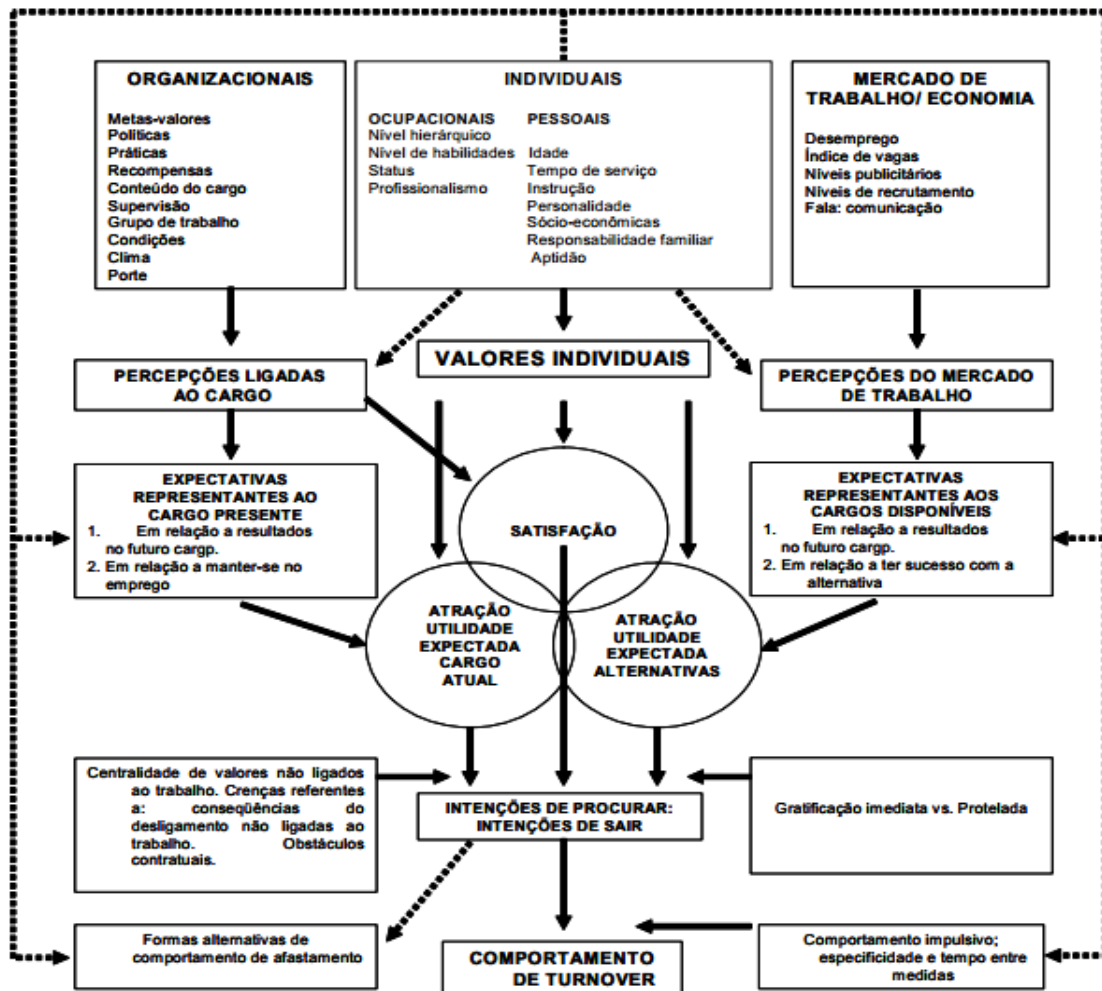 ORGANIZACIONAIS
Metas-valores
Políticas
Práticas
Recompensas
Conteúdo do cargo
Supervisão
Grupo de trabalho
Condições
Clima
Porte
INDIVIDUAIS
OCUPACIONAIS
Nível hierárquico
Nível de habilidades
Status
Profissionalismo
PESSOAIS
Idade
Tempo de serviço
Instrução
Personalidade
Sócio-econômicas
Responsabilidade familiar
Aptidão
MERCADO DE
TRABALHO/ ECONOMIA
Desemprego
Índice de vagas
Níveis publicitários
Níveis de recrutamento
Fala: comunicação
PERCEPÇÕES LIGADAS
AO CARGO
VALORES INDIVIDUAIS
PERCEPÇÕES DO MERCADO
DE TRABALHO
EXPECTATIVAS
REPRESENTANTES AO
CARGO PRESENTE
1. Em relação a resultados
no futuro cargp.
2. Em relação a manter-se no
emprego
SATISFAÇÃO
EXPECTATIVAS
REPRESENTANTES AOS
CARGOS DISPONÍVEIS
1. Em relação a resultados
no futuro cargp.
2. Em relação a ter sucesso com a
alternativa
ATRAÇÃO
UTILIDADE
EXPECTADA
CARGO
ATUAL
ATRAÇÃO
UTILIDADE
EXPECTADA
ALTERNATIVAS
Centralidade de valores não ligados
ao trabalho. Crenças referentes
a: conseqüências do
desligamento não ligadas ao
trabalho. Obstáculos
contratuais.
INTENÇÕES DE PROCURAR:
INTENÇÕES DE SAIR
Gratificação imediata vs. Protelada
Formas alternativas de
comportamento de afastamento
COMPORTAMENTO
DE TURNOVER
Comportamento impulsivo;
especificidade e tempo entre
medidas